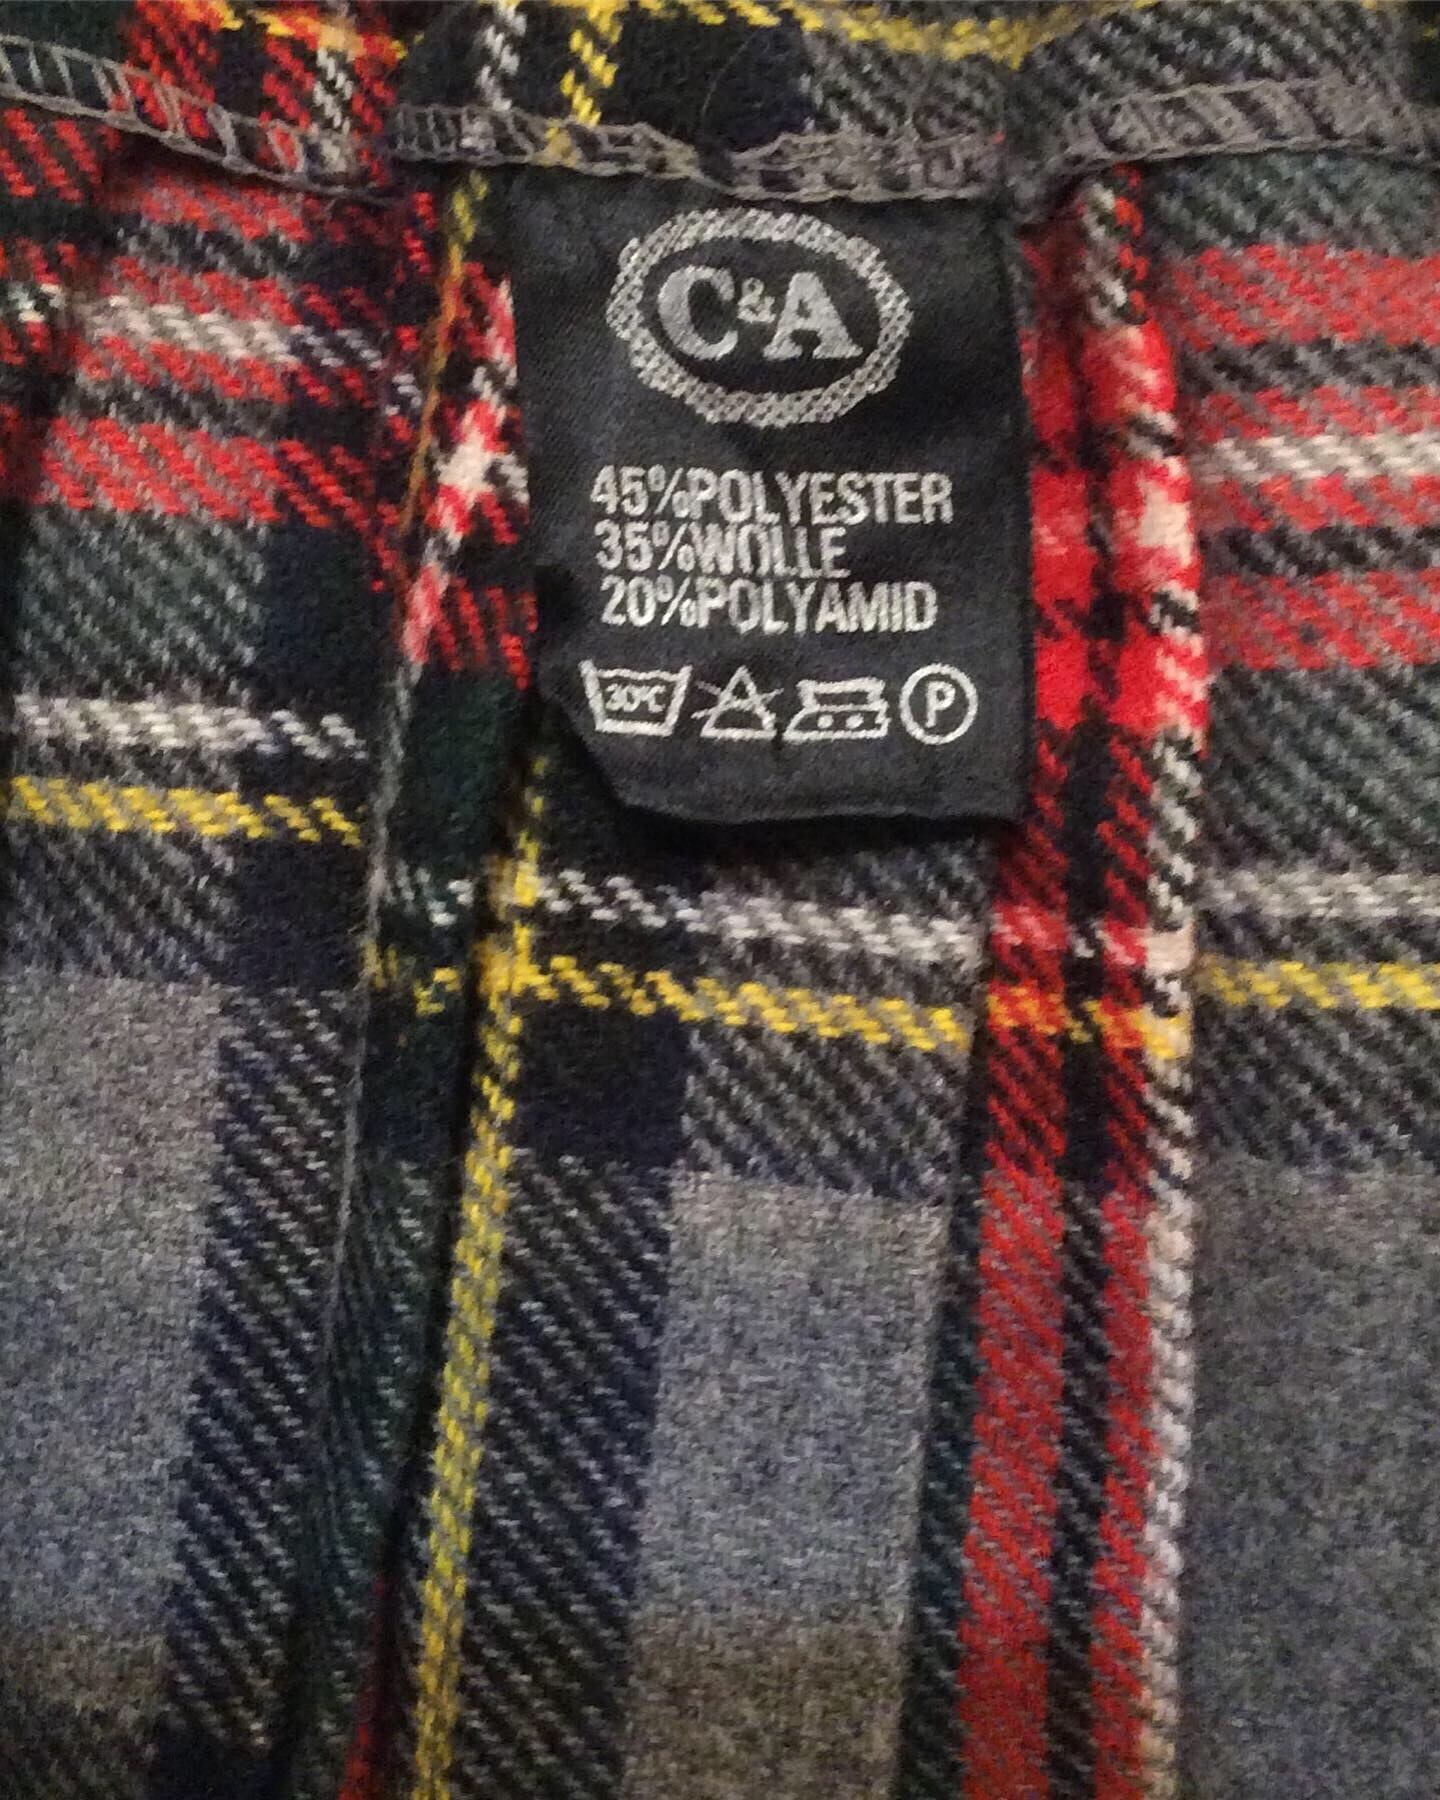 C&A
45%POLYESTER
35%WOLLE
20%POLYAMID
30°C
P